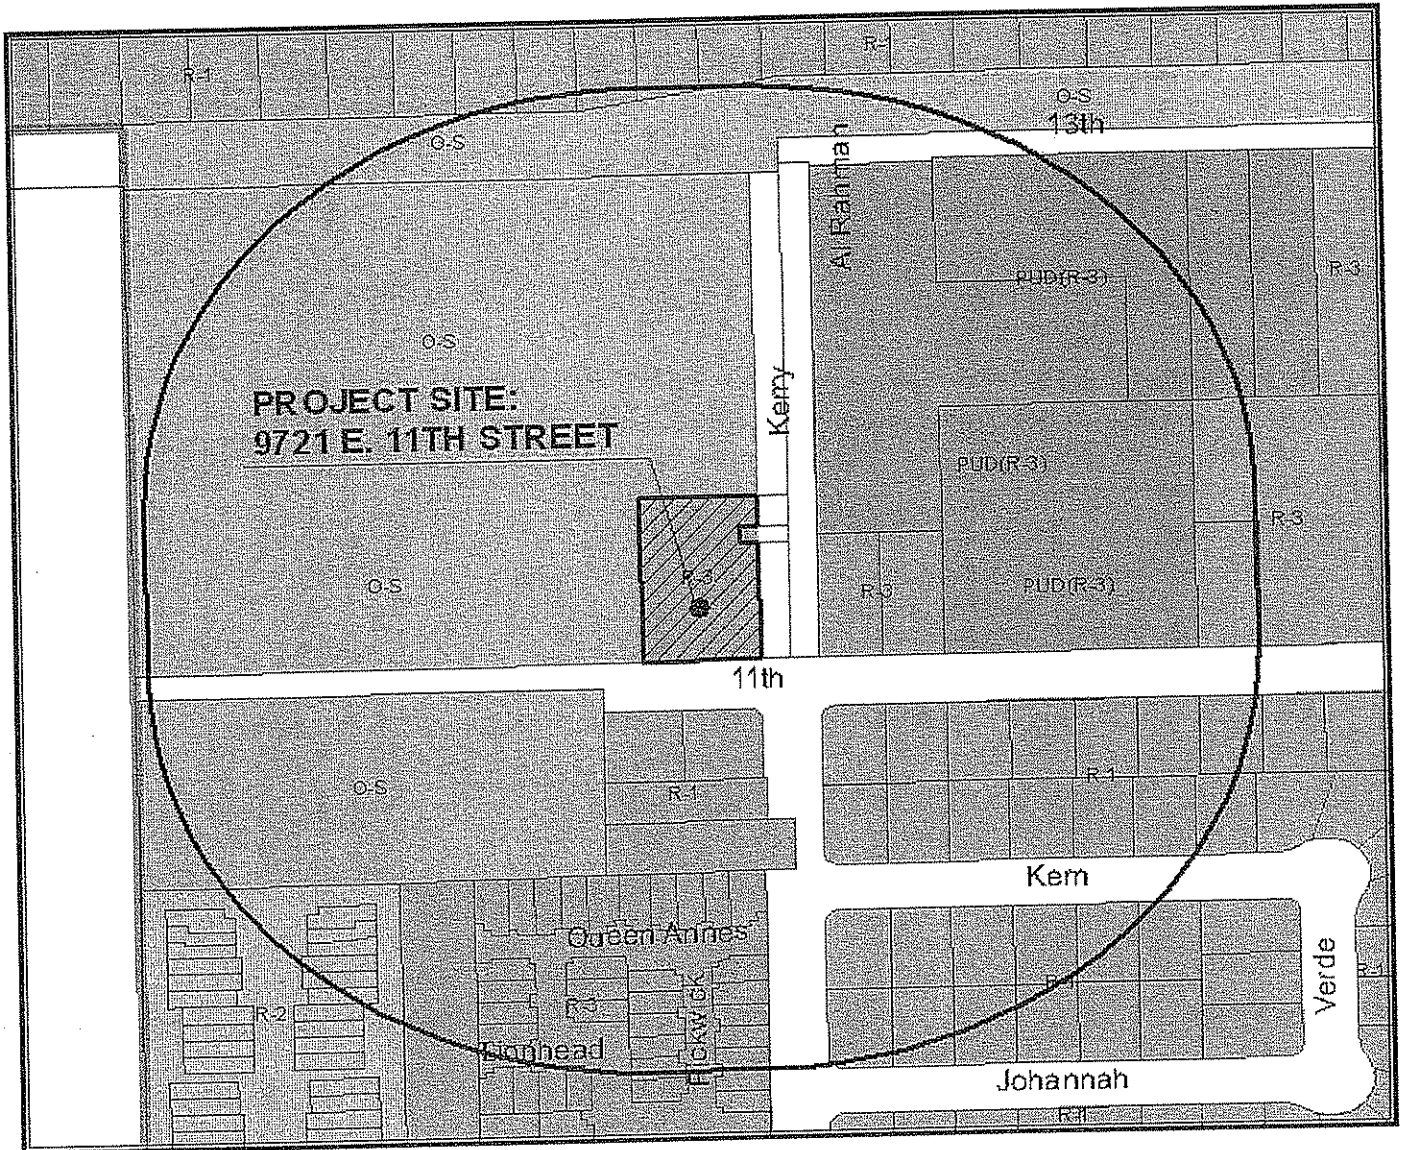 R-1
R-1
O-S
13th
O-S
Al Rahman
PUD(R-3)
R-3
O-S
Kerry
PROJECT SITE:
9721 E. 11TH STREET
PUD(R-3)
R-3
R-3
O-S
R-3
PUD(R-3)
11th
R-1
O-S
R-1
Kern
Queen Annes
Verde
R-1
R-1
R-3
R-2
Lionhead
Johannah
R-1